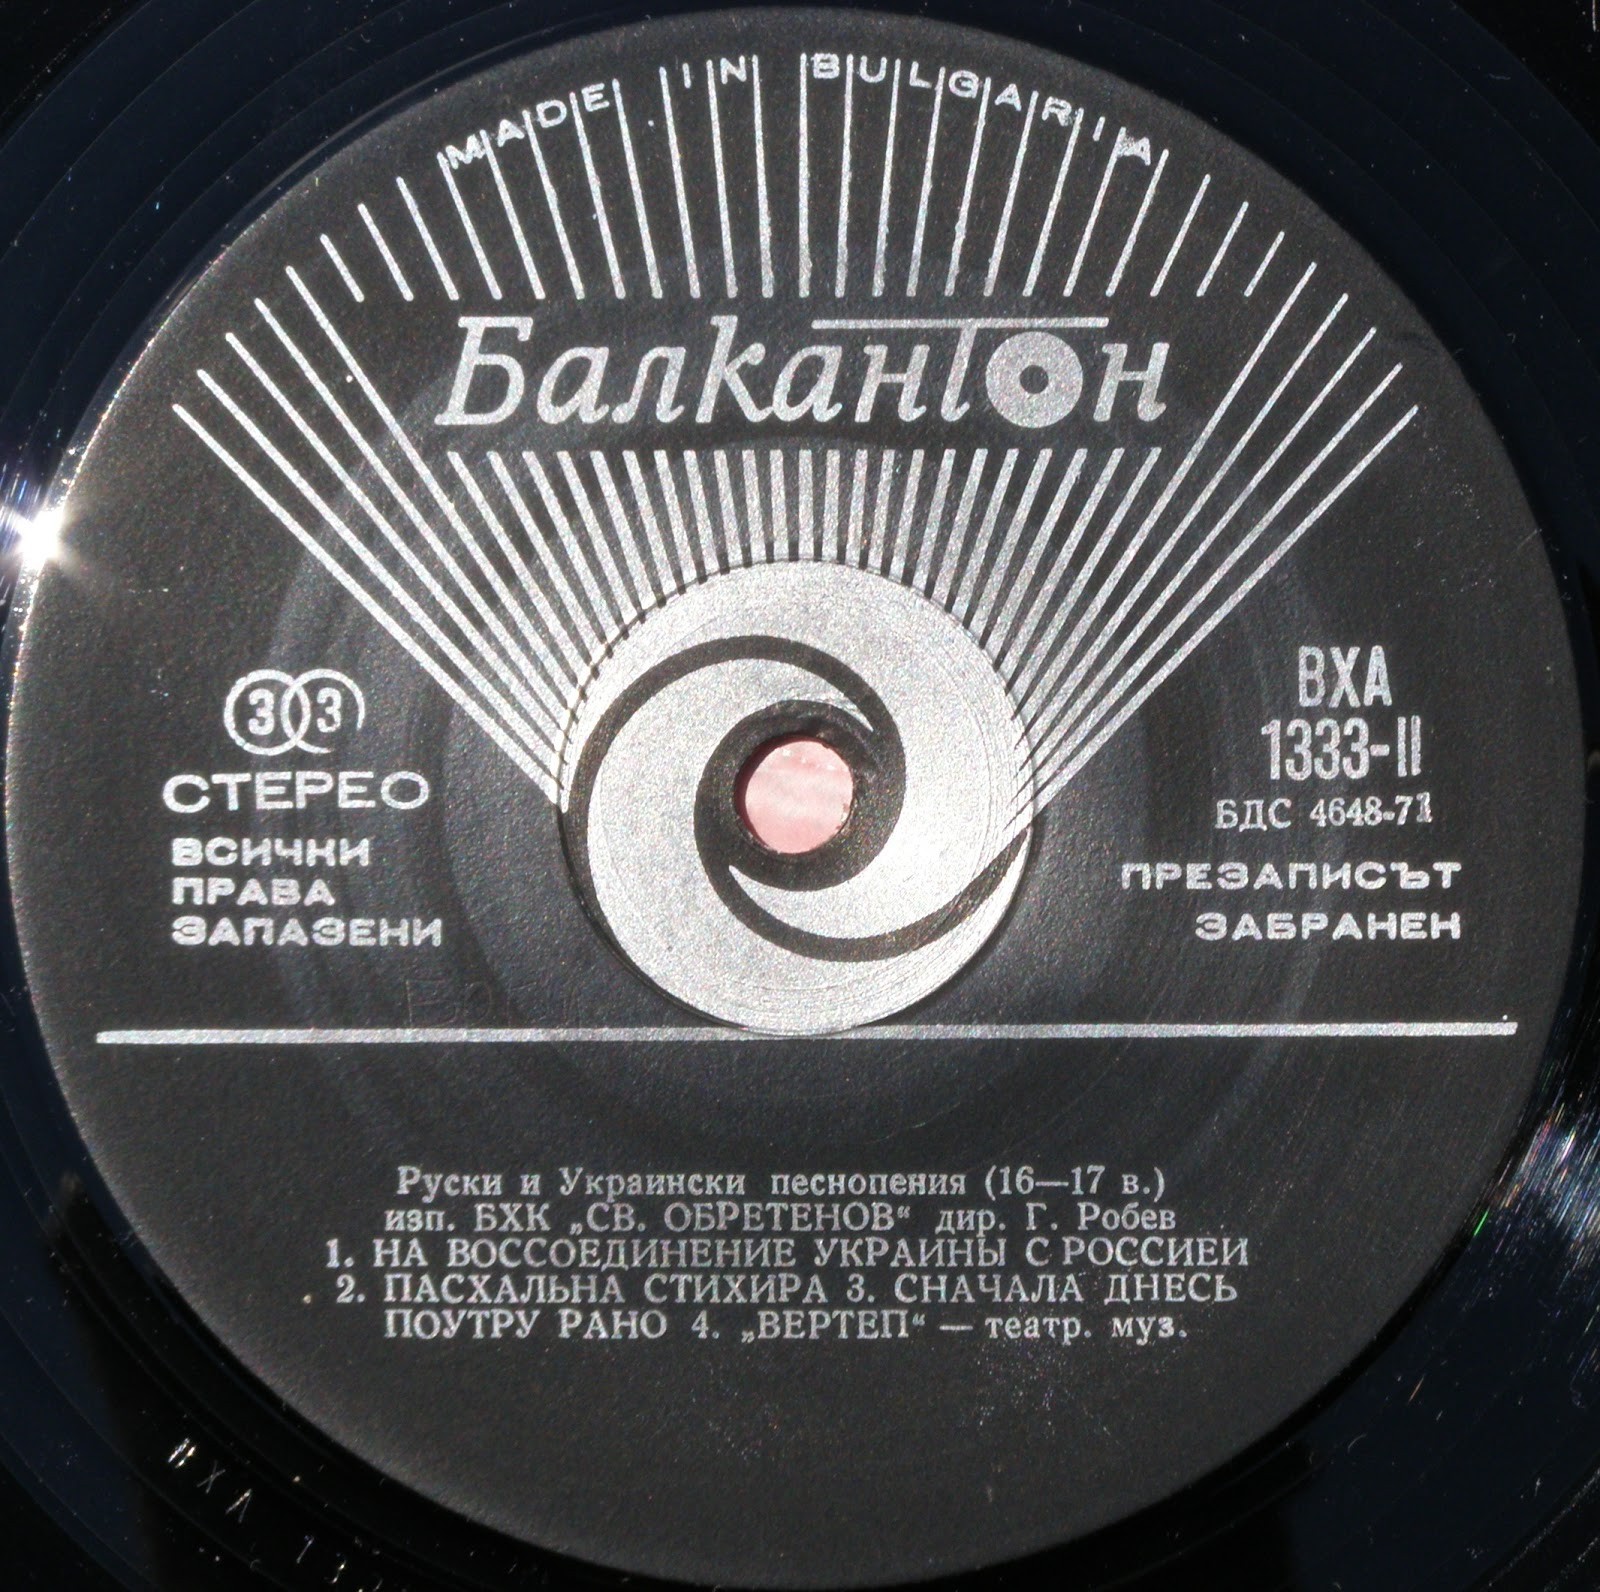 MADE IN BULGARIA
Балкантон
33
СТЕРЕО
ВСИЧКИ
ПРАВА
ЗАПАЗЕНИ
ВХА
1333-II
БДС 4648-71
ПРЕЗАПИСЪТ
ЗАБРАНЕН
Руски и Украински песнопения (16—17 в.)
изп. БХК „СВ. ОБРЕТЕНОВ“ дир. Г. Робев
1. НА ВОССОЕДИНЕНИЕ УКРАИНЫ С РОССИЕИ
2. ПАСХАЛЬНА СТИХИРА 3. СНАЧАЛА ДНЕСЬ
ПОУТРУ РАНО 4. „ВЕРТЕП“ — театр. муз.